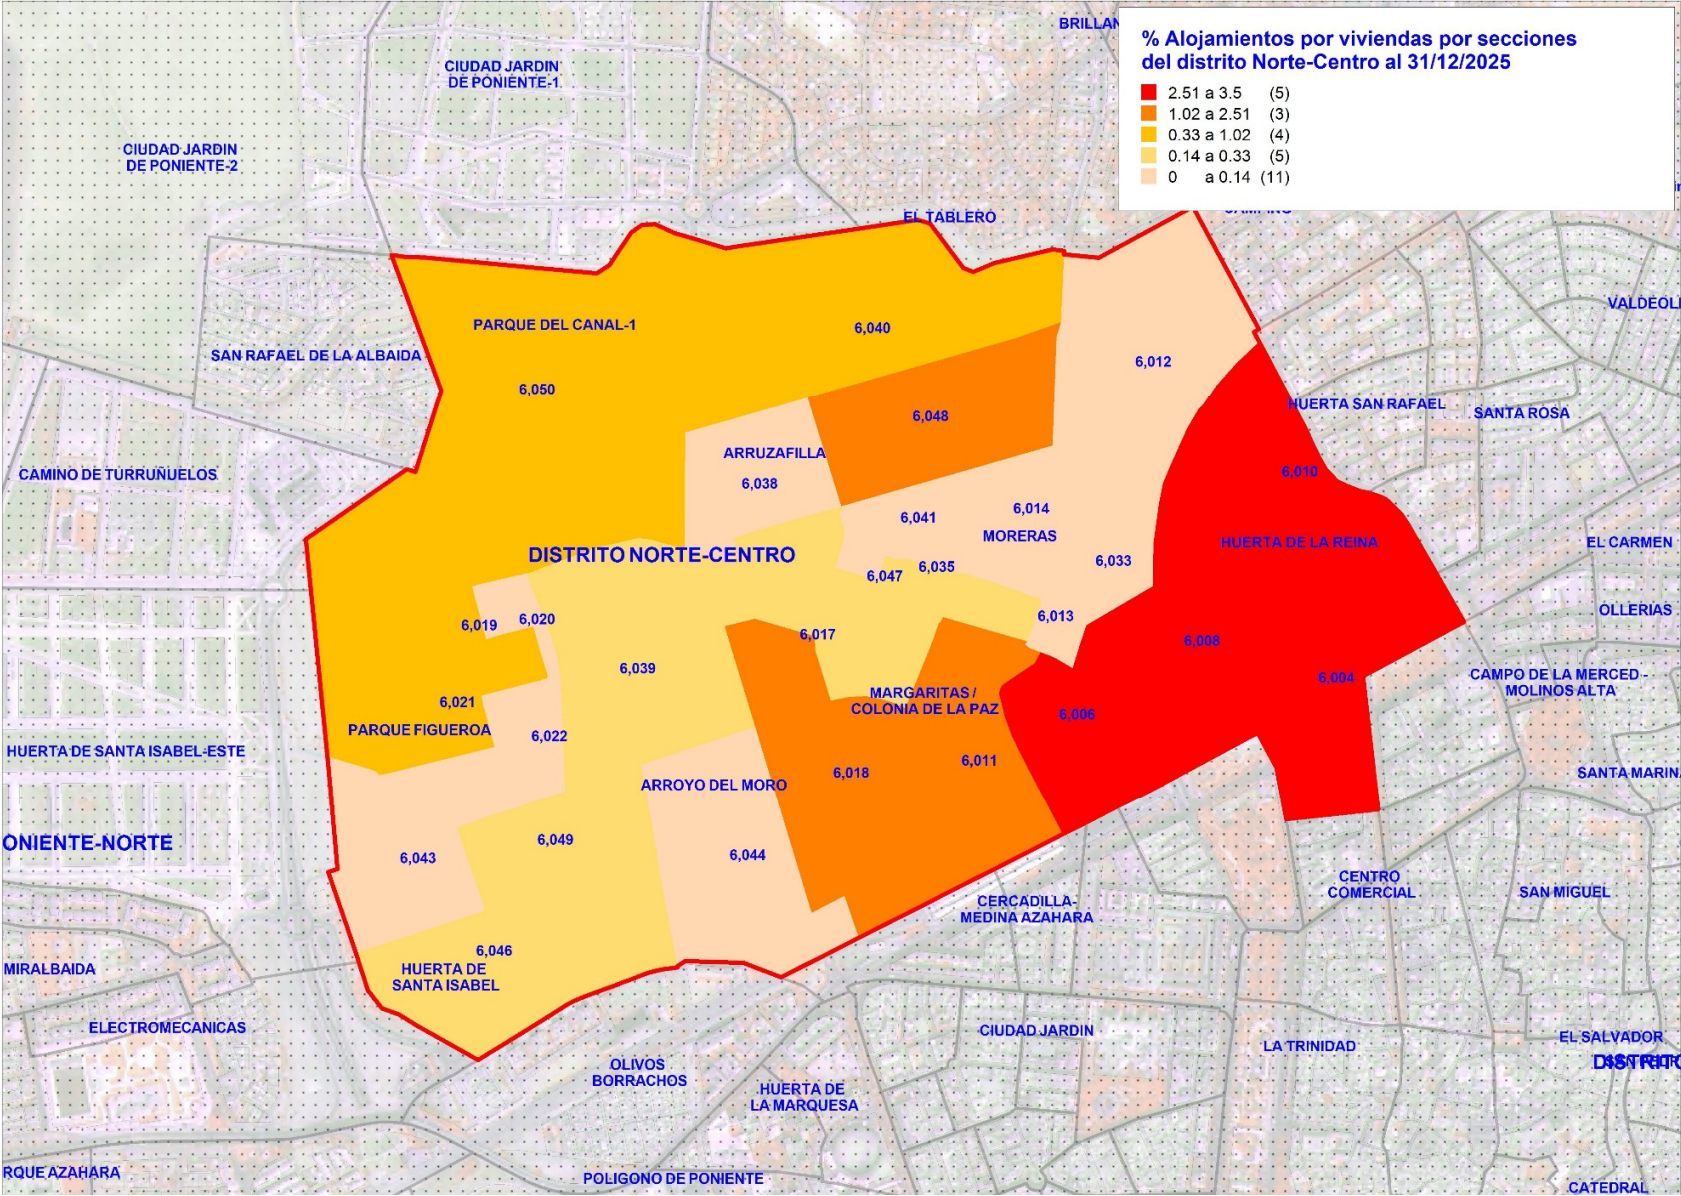 BRILLAN
% Alojamientos por viviendas por secciones
del distrito Norte-Centro al 31/12/2025
2.51 a 3.5 (5)
1.02 a 2.51 (3)
0.33 a 1.02 (4)
0.14 a 0.33 (5)
0 a 0.14 (11)
CIUDAD JARDIN
DE PONIENTE-1
CIUDAD JARDIN
DE PONIENTE-2
EL TABLERO
VALDEOL
PARQUE DEL CANAL-1
6,040
SAN RAFAEL DE LA ALBAIDA
6,012
6,050
HUERTA SAN RAFAEL
SANTA ROSA
6,048
ARRUZAFILLA
6,038
CAMINO DE TURRUÑUELOS
6,010
6,041
6,014
MORERAS
HUERTA DE LA REINA
EL CARMEN
DISTRITO NORTE-CENTRO
6,033
6,035
6,047
OLLERIAS
6,013
6,019
6,020
6,017
6,008
6,039
6,004
CAMPO DE LA MERCED -
MOLINOS ALTA
6,021
MARGARITAS /
COLONIA DE LA PAZ
6,006
PARQUE FIGUEROA
6,022
HUERTA DE SANTA ISABEL-ESTE
6,011
6,018
SANTA MARIN
ARROYO DEL MORO
ONIENTE-NORTE
6,049
6,043
6,044
CENTRO
COMERCIAL
SAN MIGUEL
CERCADILLA-
MEDINA AZAHARA
6,046
MIRALBAIDA
HUERTA DE
SANTA ISABEL
ELECTROMECANICAS
CIUDAD JARDIN
EL SALVADOR
LA TRINIDAD
DISTRITO
OLIVOS
BORRACHOS
HUERTA DE
LA MARQUESA
RQUE AZAHARA
POLIGONO DE PONIENTE
CATEDRAL